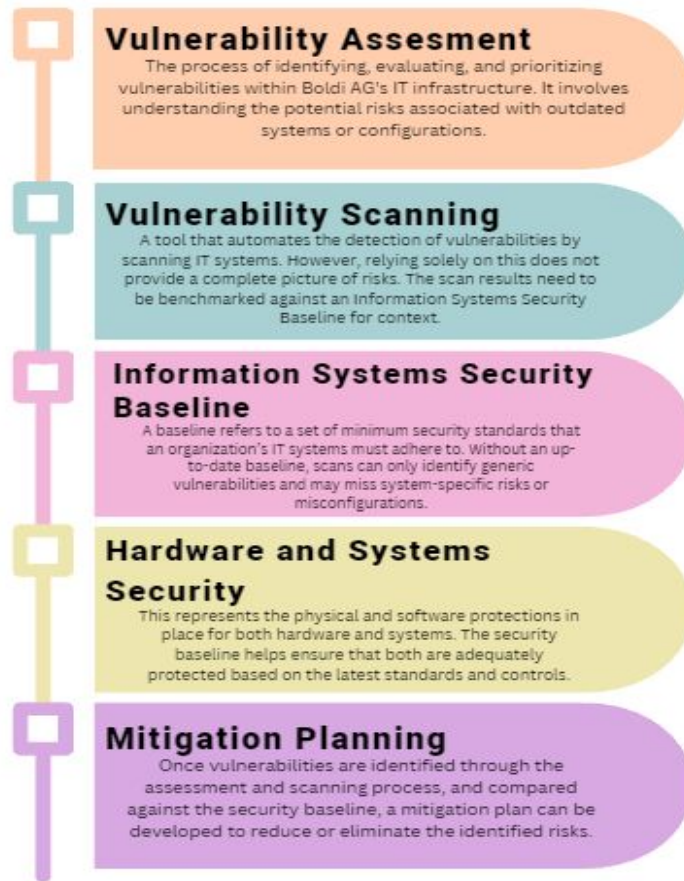 Vulnerability Assesment
The process of identifying, evaluating, and prioritizing
vulnerabilities within Boldi AG's IT infrastructure. It involves
understanding the potential risks associated with outdated
systems or configurations.
Vulnerability Scanning
A tool that automates the detection of vulnerabilities by
scanning IT systems. However, relying solely on this does not
provide a complete picture of risks. The scan results need to
be benchmarked against an Information Systems Security
Baseline for context.
Information Systems Security
Baseline
A baseline refers to a set of minimum security standards that
an organization's IT systems must adhere to. Without an up-
to-date baseline, scans can only identify generic
vulnerabilities and may miss system-specific risks or
misconfigurations.
Hardware and Systems
Security
This represents the physical and software protections in
place for both hardware and systems. The security
baseline helps ensure that both are adequately
protected based on the latest standards and controls.
Mitigation Planning
Once vulnerabilities are identified through the
assessment and scanning process, and compared
against the security baseline, a mitigation plan can be
developed to reduce or eliminate the identified risks.